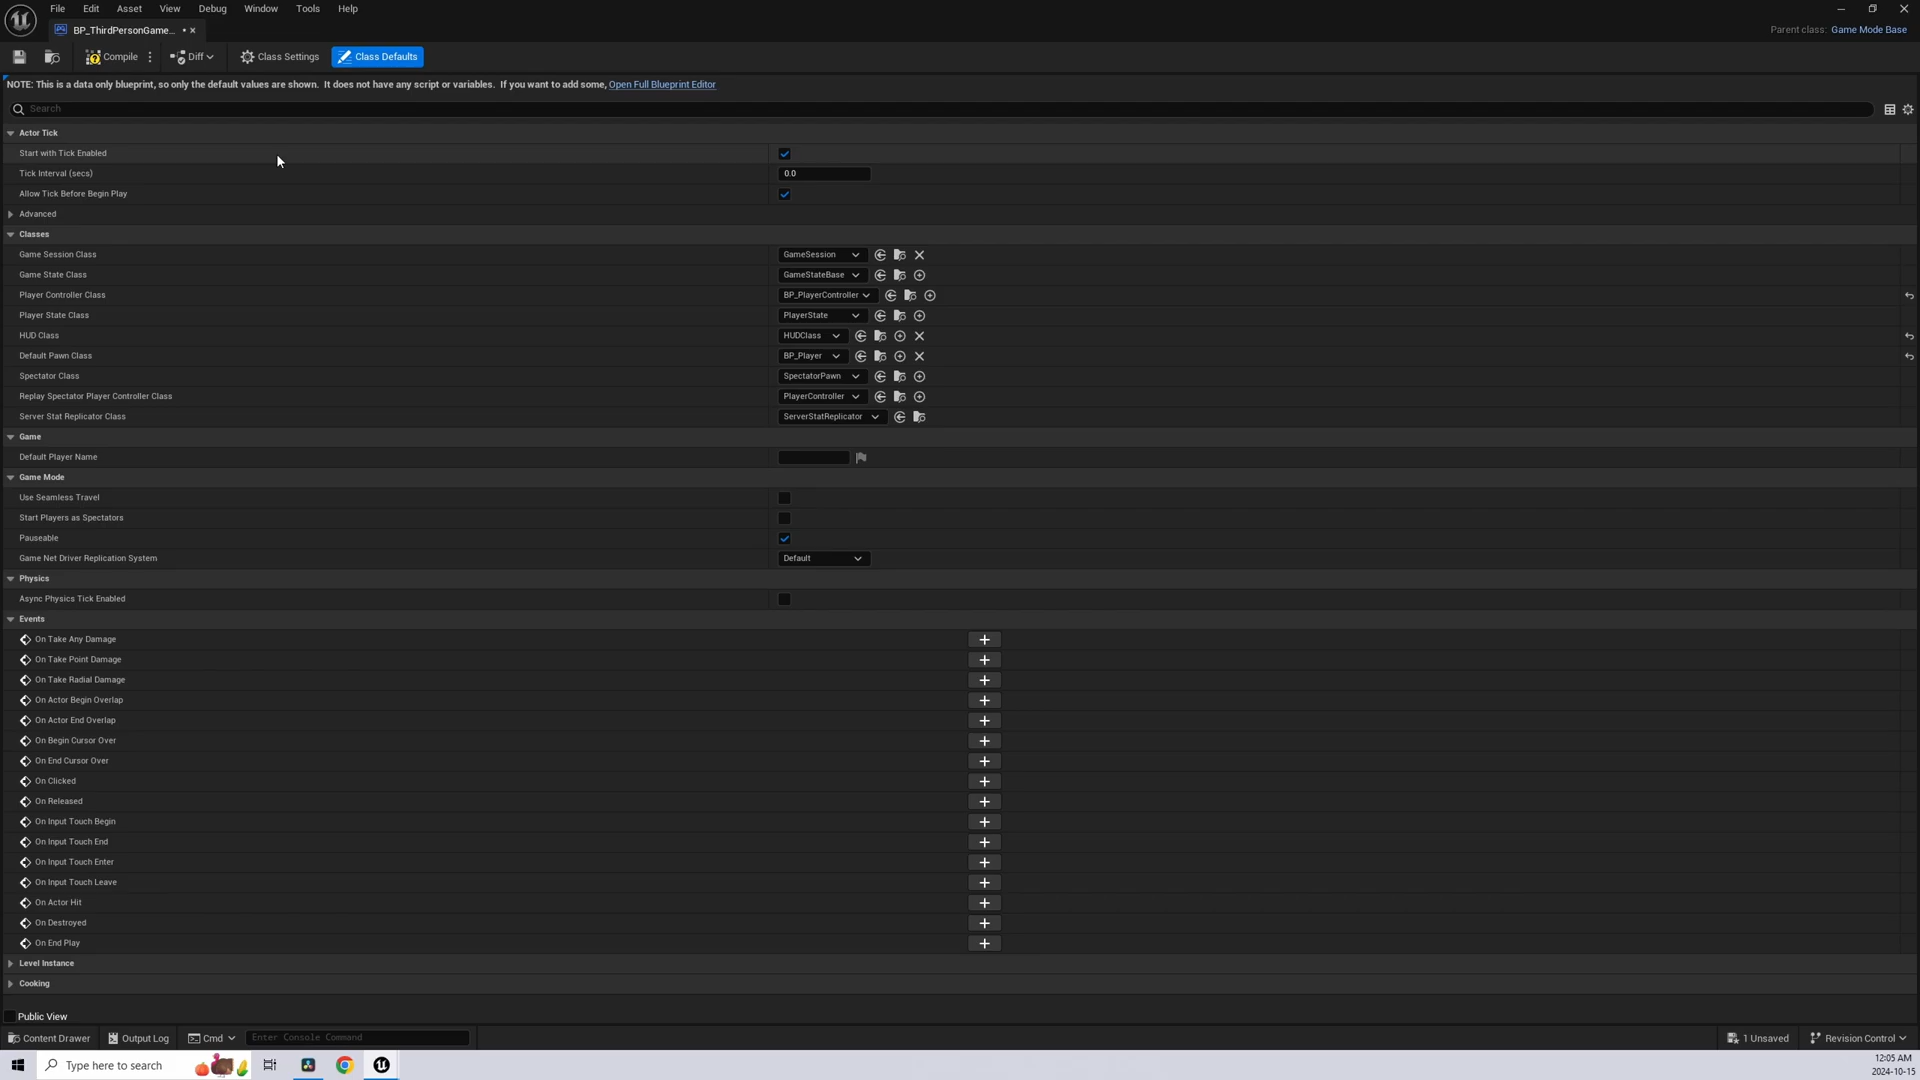 File Edit Asset View Window Debug Tools Help
BP_ThirdPersonGame...
Parent class: Game Mode Base
Compile Diff Class Settings Class Defaults
NOTE: This is a data only blueprint, so only the default values are shown. It does not have any script or variables. If you want to add some, Open Full Blueprint Editor
Search
Actor Tick
Start with Tick Enabled
Tick Interval (secs) 0.0
Allow Tick Before Begin Play
Advanced
Classes
Game Session Class GameSession
Game State Class GameStateBase
Player Controller Class BP_PlayerController
Player State Class PlayerState
HUD Class HUDClass
Default Pawn Class BP_Player
Spectator Class SpectatorPawn
Replay Spectator Player Controller Class PlayerController
Server Stat Replicator Class ServerStatReplicator
Game
Default Player Name
Game Mode
Use Seamless Travel
Start Players as Spectators
Pauseable
Game Net Driver Replication System Default
Physics
Async Physics Tick Enabled
Events
On Take Any Damage
On Take Point Damage
On Take Radial Damage
On Actor Begin Overlap
On Actor End Overlap
On Begin Cursor Over
On End Cursor Over
On Clicked
On Released
On Input Touch Begin
On Input Touch End
On Input Touch Enter
On Input Touch Leave
On Actor Hit
On Destroyed
On End Play
Level Instance
Cooking
Public View
Content Drawer Output Log Cmd Enter Console Command 1 Unsaved Revision Control
Type here to search
12:05 AM
2024-10-15